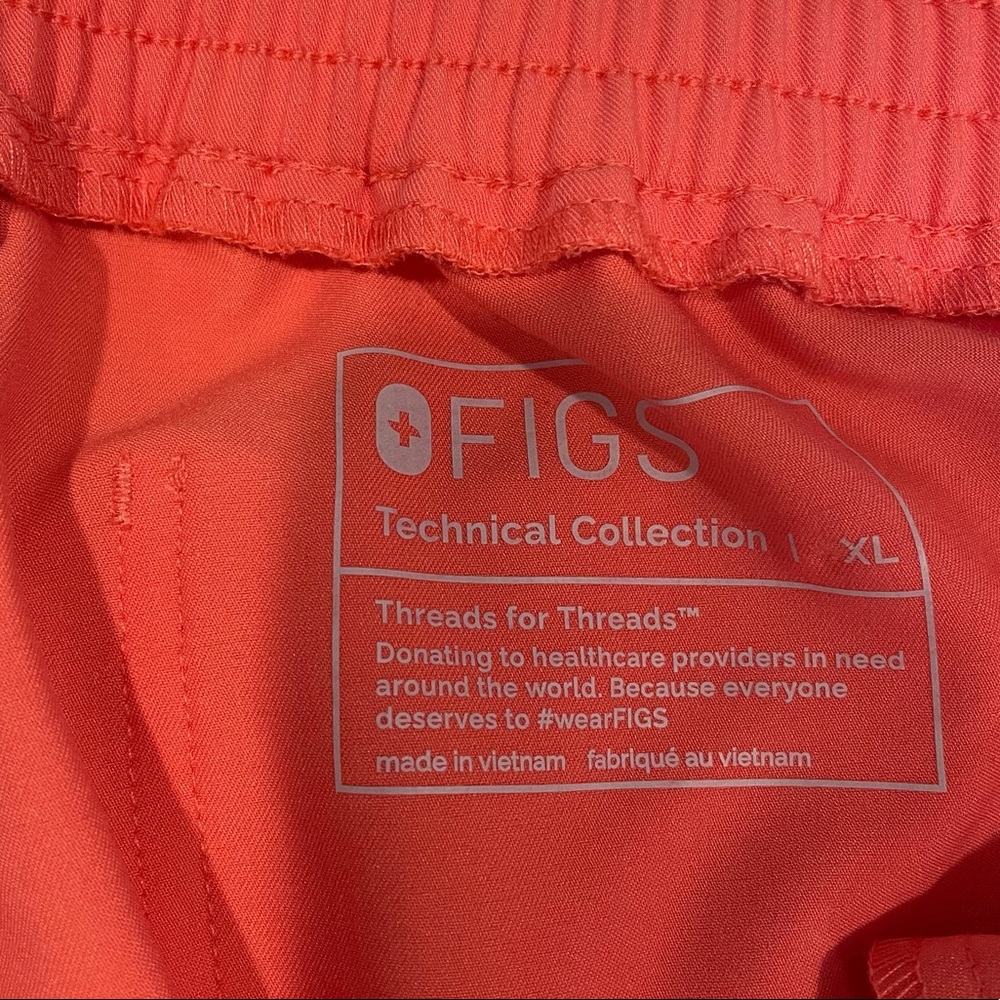 FIGS
Technical Collection | XL
Threads for Threads™
Donating to healthcare providers in need
around the world. Because everyone
deserves to #wearFIGS
made in vietnam fabriqué au vietnam